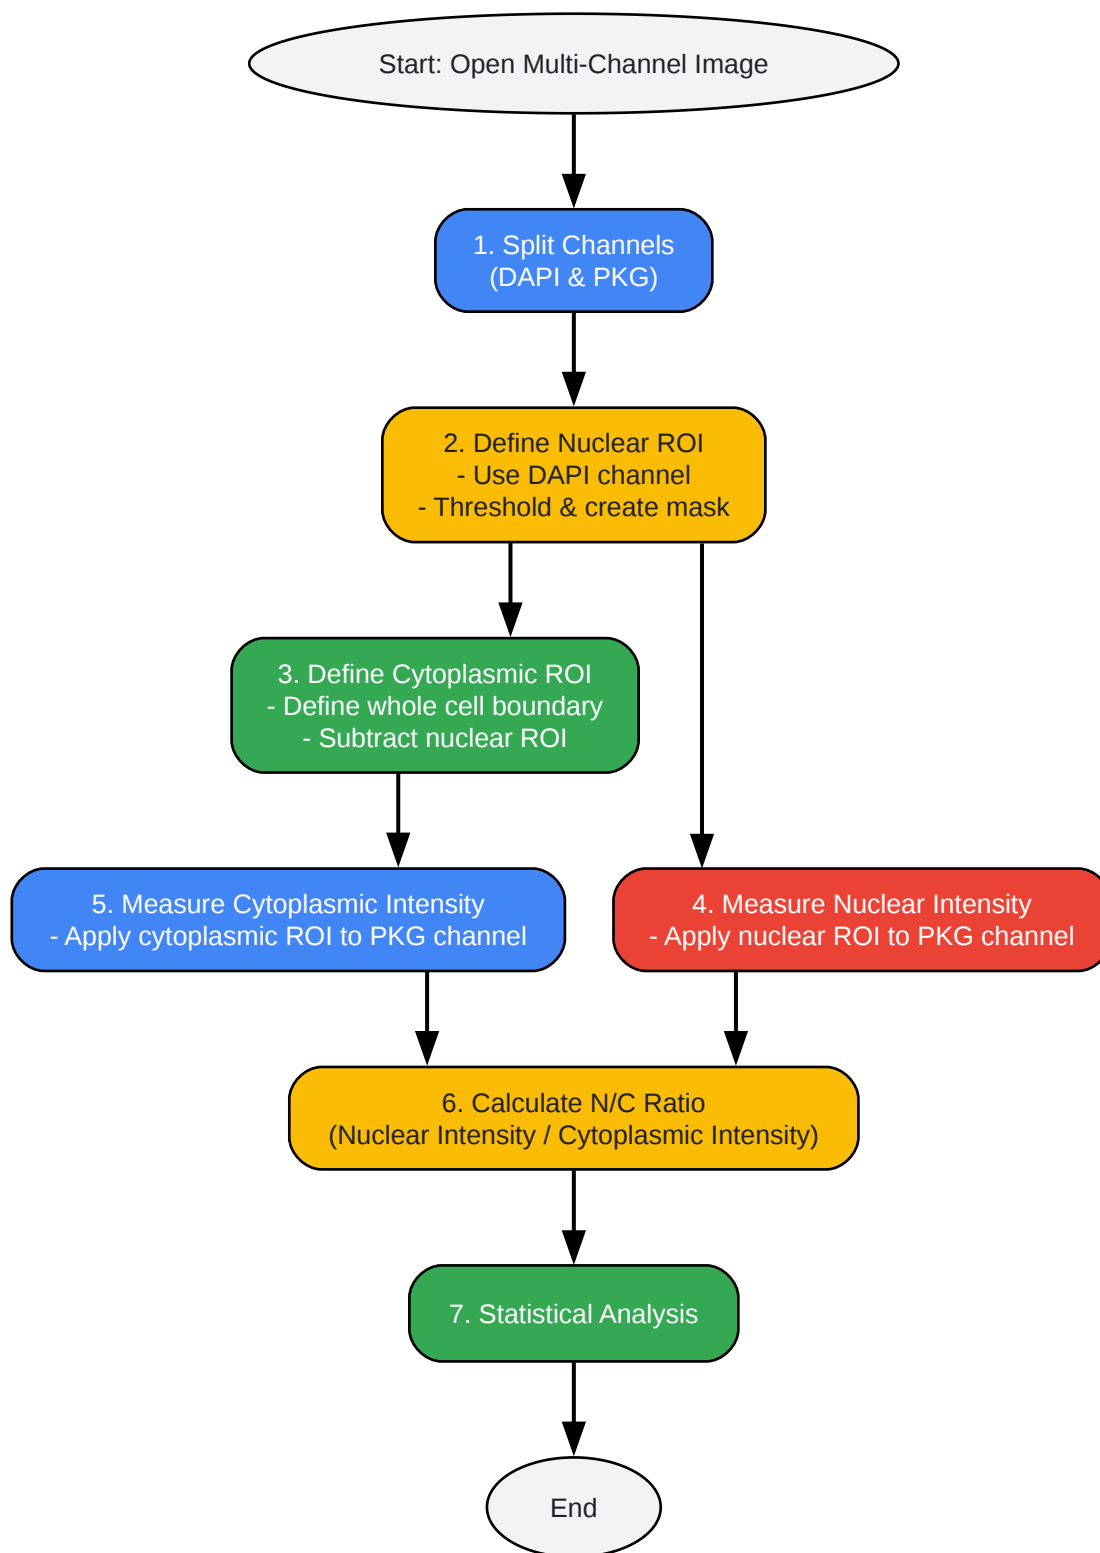 Start: Open Multi-Channel Image
1. Split Channels
(DAPI & PKG)
2. Define Nuclear ROI
- Use DAPI channel
- Threshold & create mask
3. Define Cytoplasmic ROI
- Define whole cell boundary
- Subtract nuclear ROI
5. Measure Cytoplasmic Intensity
- Apply cytoplasmic ROI to PKG channel
4. Measure Nuclear Intensity
- Apply nuclear ROI to PKG channel
6. Calculate N/C Ratio
(Nuclear Intensity / Cytoplasmic Intensity)
7. Statistical Analysis
End